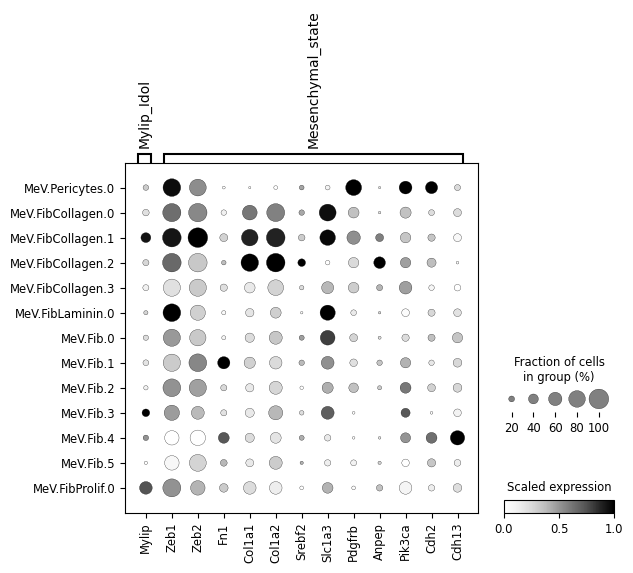 Mylip_Idol
Mesenchymal_state
MeV.Pericytes.0
MeV.FibCollagen.0
MeV.FibCollagen.1
MeV.FibCollagen.2
MeV.FibCollagen.3
MeV.FibLaminin.0
MeV.Fib.0
MeV.Fib.1
MeV.Fib.2
MeV.Fib.3
MeV.Fib.4
MeV.Fib.5
MeV.FibProlif.0
Mylip
Zeb1
Zeb2
Fn1
Col1a1
Col1a2
Srebf2
Slc1a3
Pdgfrb
Anpep
Pik3ca
Cdh2
Cdh13
Fraction of cells
in group (%)
20 40 60 80 100
Scaled expression
0.0 0.5 1.0